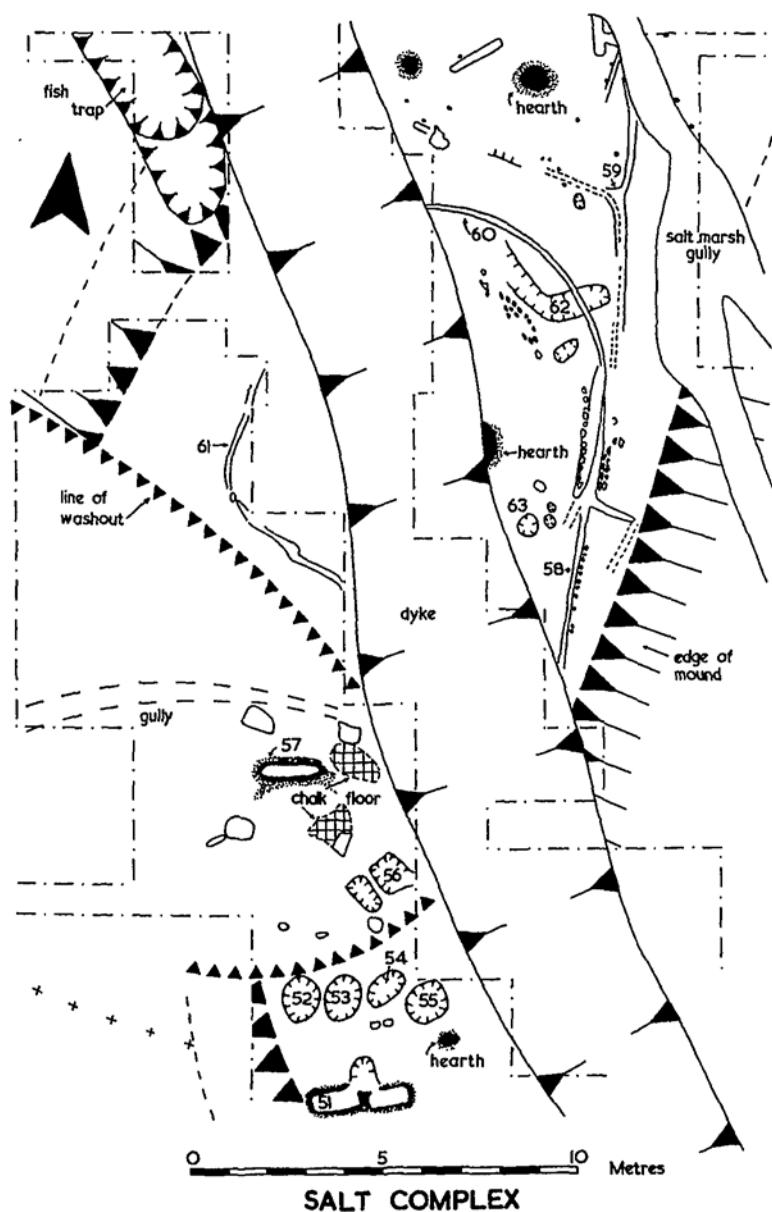 fish
trap
hearth
59
salt marsh
gully
60
62
61
hearth
line of
washout
63
58
dyke
edge of
mound
gully
57
chalk floor
56
54
52
53
55
hearth
51
0 5 10 Metres
SALT COMPLEX